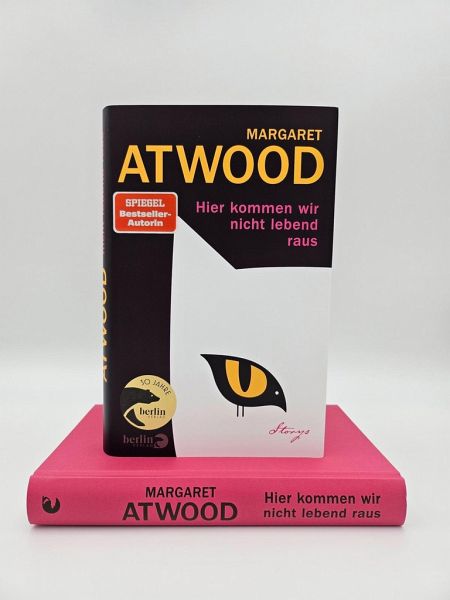 MARGARET
ATWOOD
Hier kommen wir
nicht lebend
raus
SPIEGEL
Bestseller-
Autorin
ATWOOD
30 JAHRE
berlin
VERLAG
berlin
VERLAG
Storys
MARGARET
ATWOOD
Hier kommen wir
nicht lebend raus